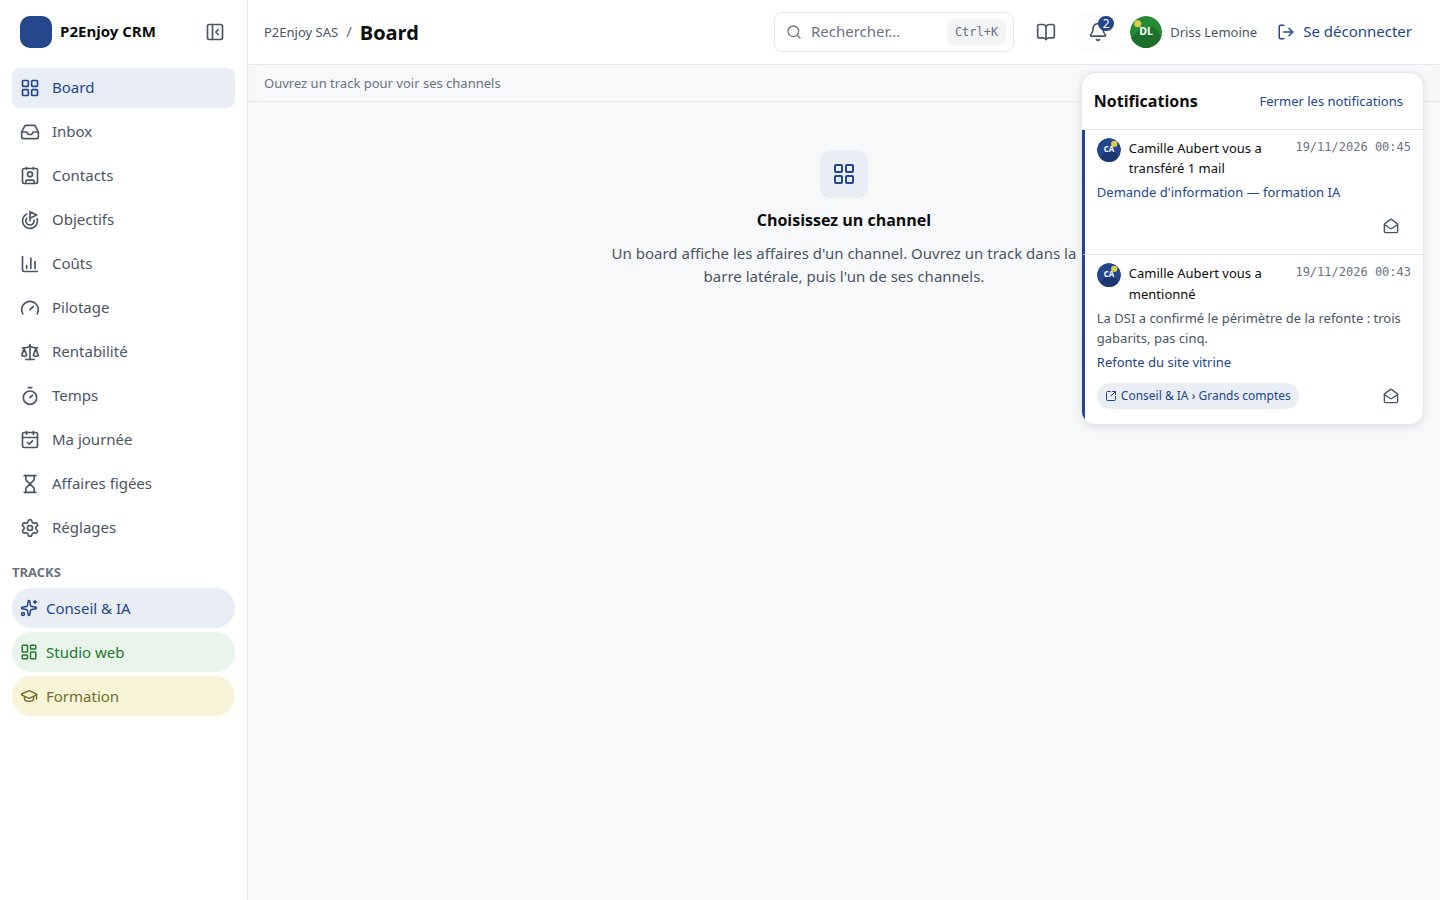 P2Enjoy CRM
Board
Inbox
Contacts
Objectifs
Coûts
Pilotage
Rentabilité
Temps
Ma journée
Affaires figées
Réglages
TRACKS
Conseil & IA
Studio web
Formation
P2Enjoy SAS / Board
Rechercher... Ctrl+K
2
DL Driss Lemoine
Se déconnecter
Ouvrez un track pour voir ses channels
Choisissez un channel
Un board affiche les affaires d'un channel. Ouvrez un track dans la
barre latérale, puis l'un de ses channels.
Notifications Fermer les notifications
CA Camille Aubert vous a 19/11/2026 00:45
transféré 1 mail
Demande d'information — formation IA
CA Camille Aubert vous a 19/11/2026 00:43
mentionné
La DSI a confirmé le périmètre de la refonte : trois
gabarits, pas cinq.
Refonte du site vitrine
Conseil & IA › Grands comptes